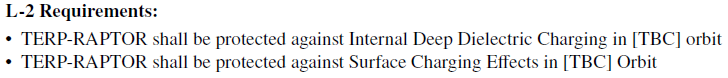 L-2 Requirements:
• TERP-RAPTOR shall be protected against Internal Deep Dielectric Charging in [TBC] orbit
• TERP-RAPTOR shall be protected against Surface Charging Effects in [TBC] Orbit